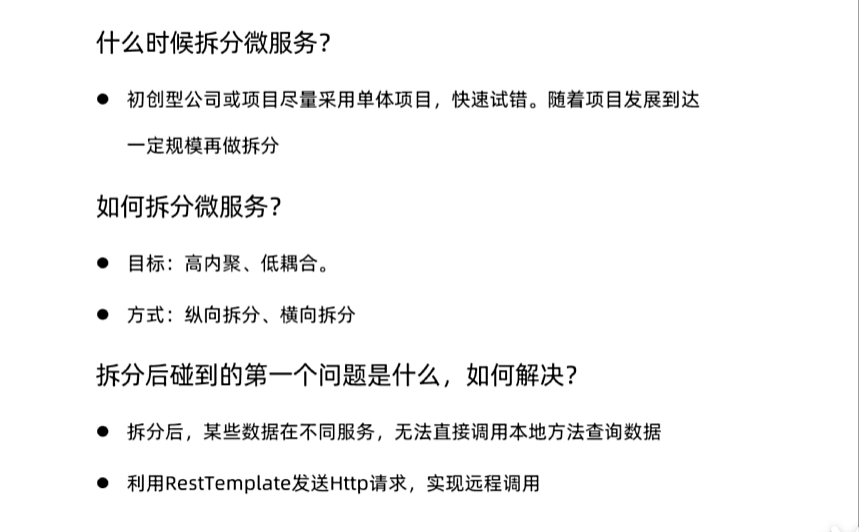 什么时候拆分微服务？
● 初创型公司或项目尽量采用单体项目，快速试错。随着项目发展到达
一定规模再做拆分
如何拆分微服务？
● 目标：高内聚、低耦合。
● 方式：纵向拆分、横向拆分
拆分后碰到的第一个问题是什么，如何解决？
● 拆分后，某些数据在不同服务，无法直接调用本地方法查询数据
● 利用RestTemplate发送Http请求，实现远程调用